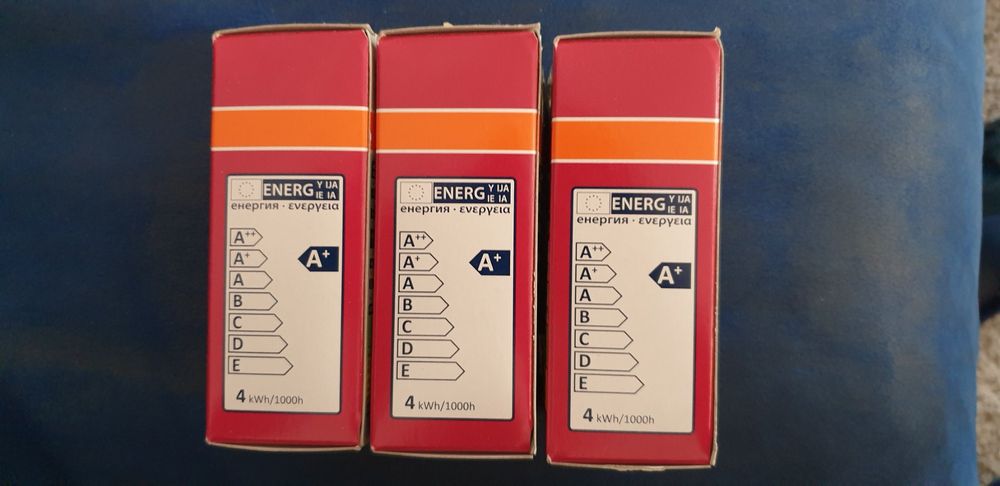 ENERG Y IJA
IE IA
енергия · ενεργεια
A++
A+
A+
A
B
C
D
E
4 kWh/1000h
ENERG Y IJA
IE IA
енергия · ενεργεια
A++
A+
A+
A
B
C
D
E
4 kWh/1000h
ENERG Y IJA
IE IA
енергия · ενεργεια
A++
A+
A+
A
B
C
D
E
4 kWh/1000h